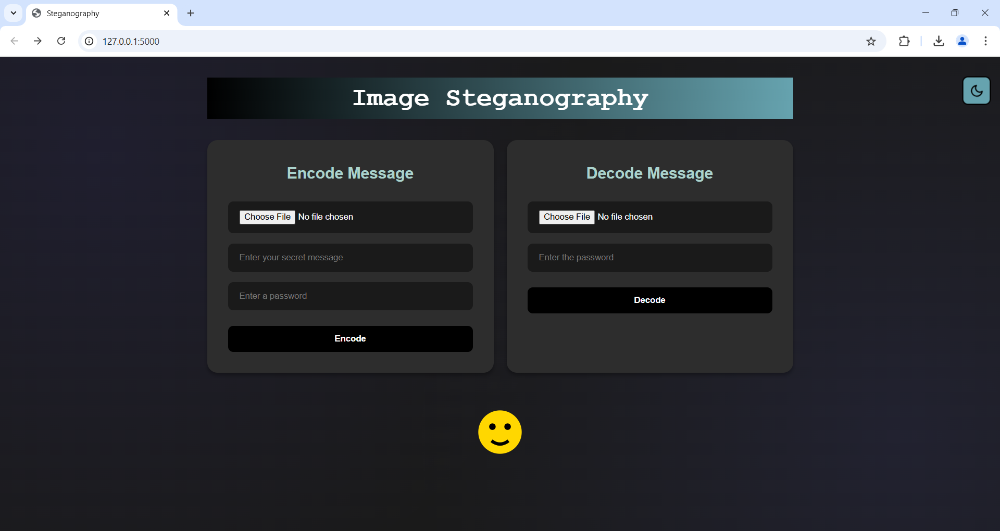 Steganography
127.0.0.1:5000
Image Steganography
Encode Message
Choose File No file chosen
Enter your secret message
Enter a password
Encode
Decode Message
Choose File No file chosen
Enter the password
Decode